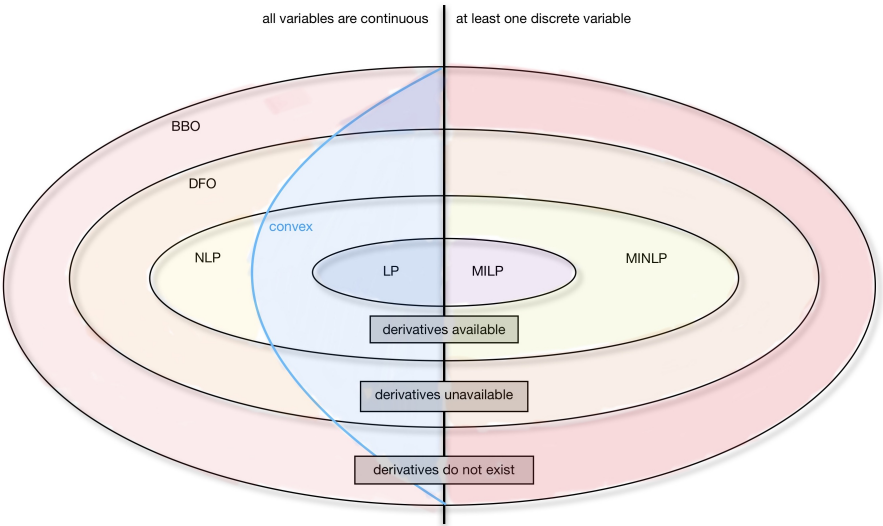 all variables are continuous
at least one discrete variable
BBO
DFO
convex
NLP
LP
MILP
MINLP
derivatives available
derivatives unavailable
derivatives do not exist